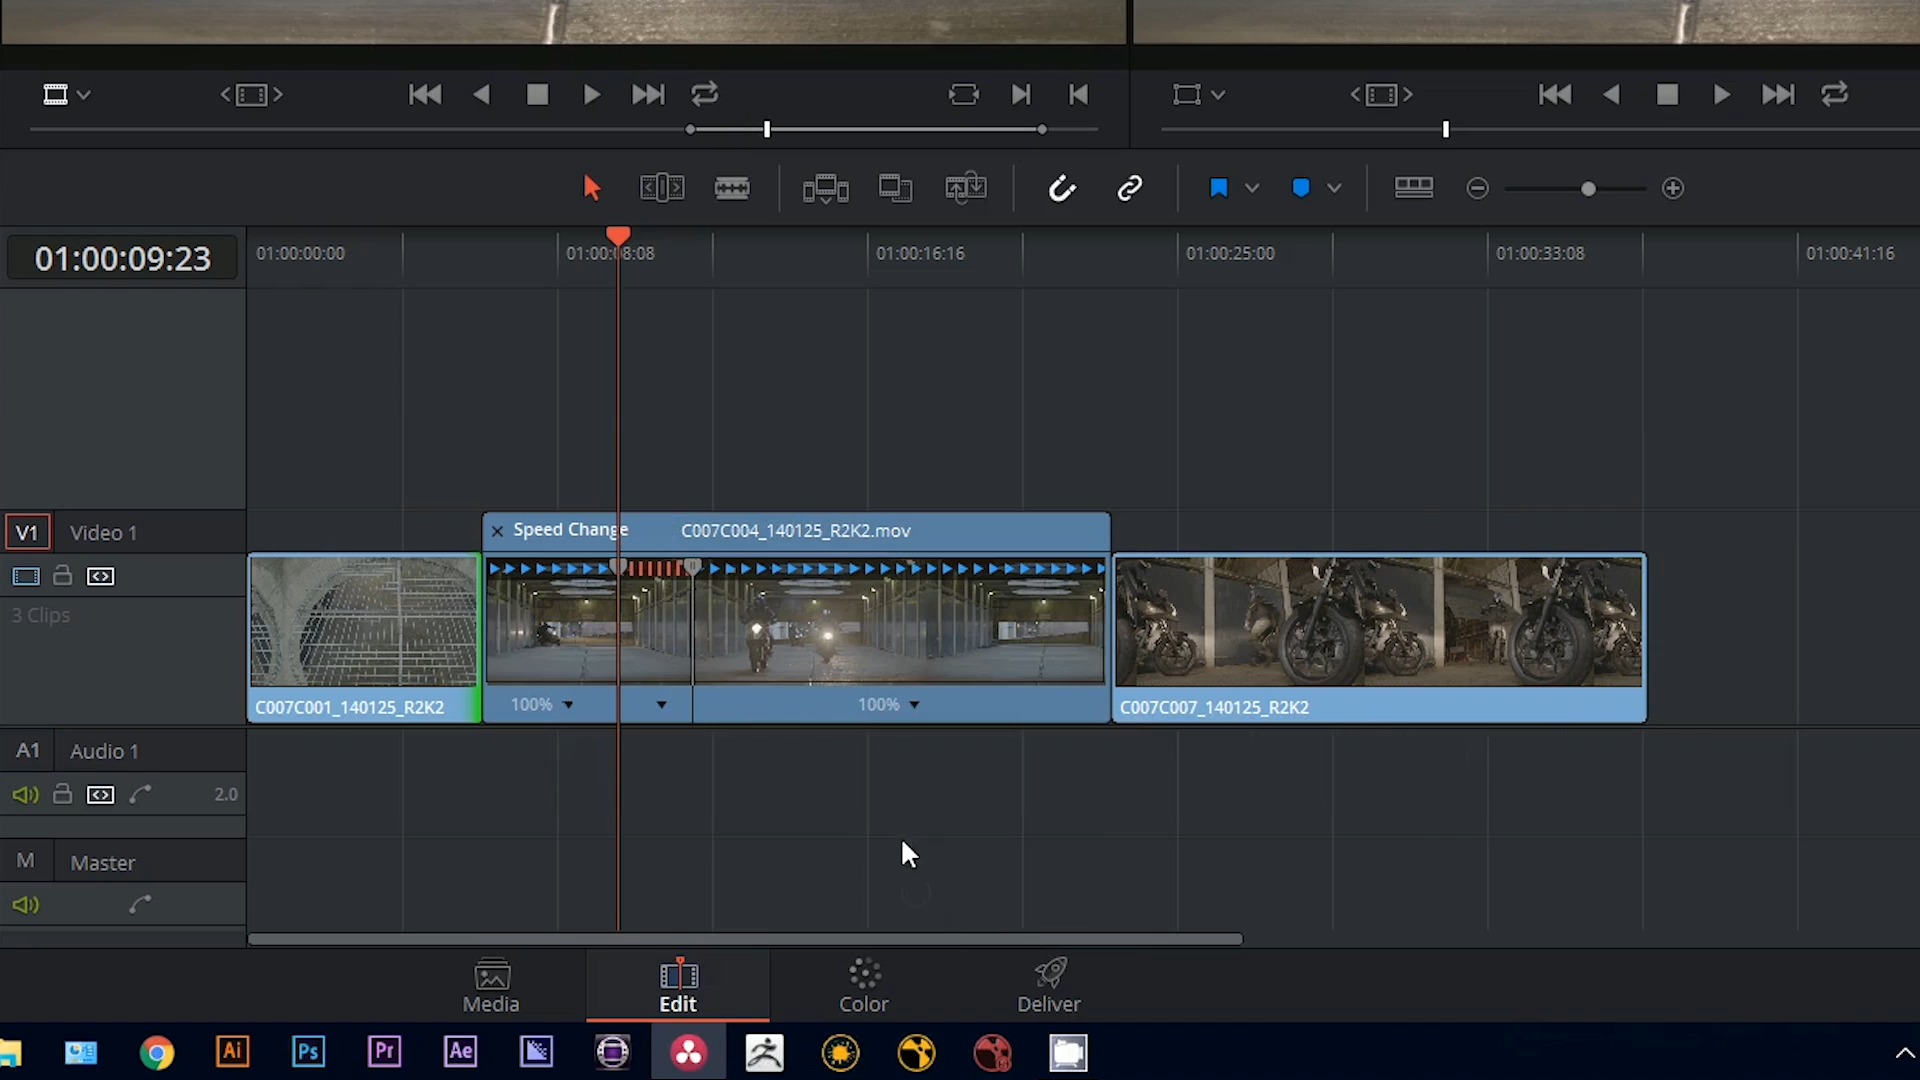 01:00:09:23
01:00:00:00
01:00:08:08
01:00:16:16
01:00:25:00
01:00:33:08
01:00:41:16
V1 Video 1
Speed Change C007C004_140125_R2K2.mov
3 Clips
100% 100%
C007C001_140125_R2K2
C007C007_140125_R2K2
A1 Audio 1
2.0
M Master
Media
Edit
Color
Deliver
Ai
Ps
Pr
Ae